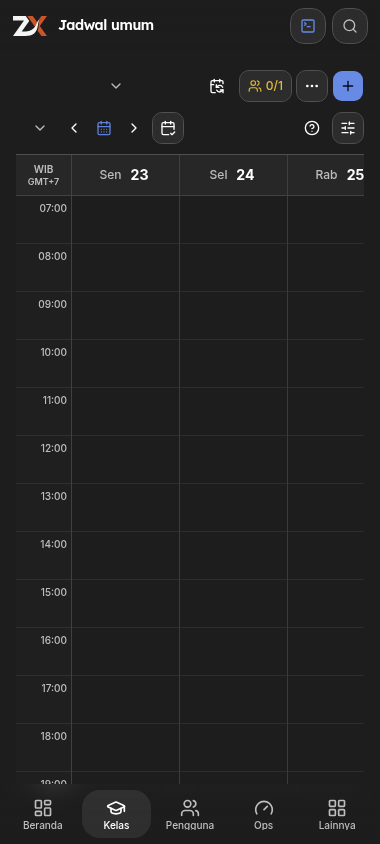 ZX Jadwal umum
0/1
WIB
GMT+7
Sen 23
Sel 24
Rab 25
07:00
08:00
09:00
10:00
11:00
12:00
13:00
14:00
15:00
16:00
17:00
18:00
19:00
Beranda
Kelas
Pengguna
Ops
Lainnya